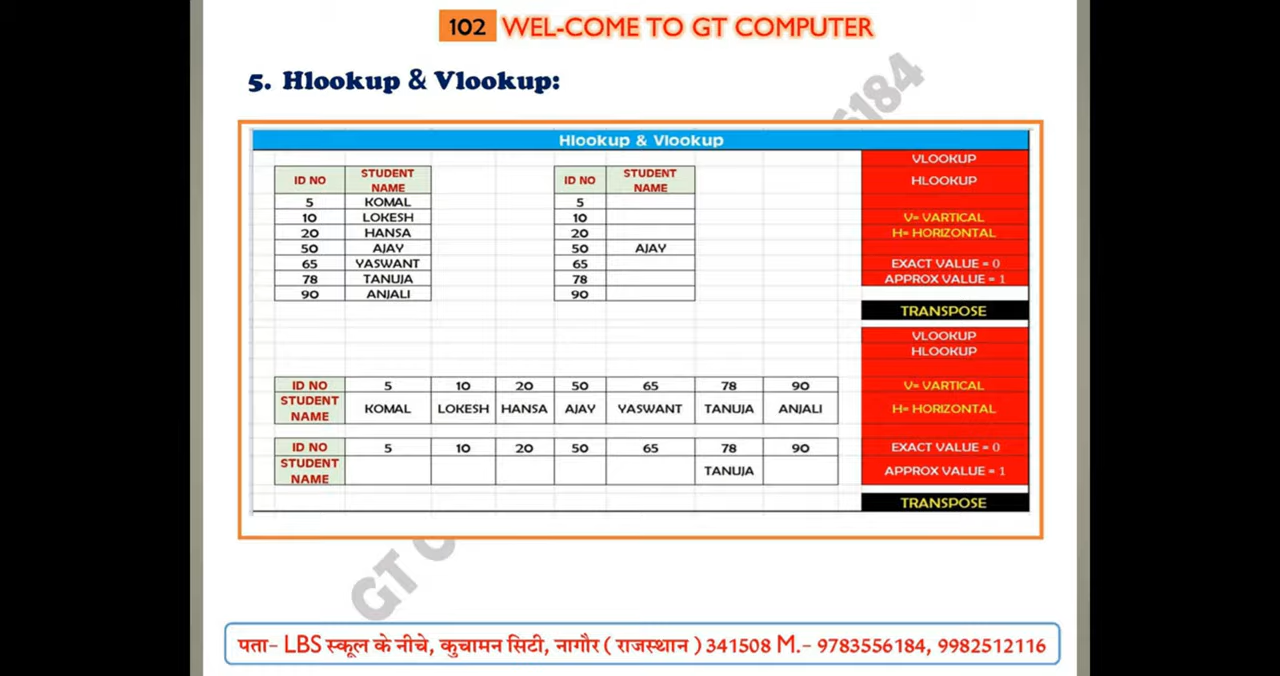 102 WEL-COME TO GT COMPUTER
5. Hlookup & Vlookup:
Hlookup & Vlookup
ID NO STUDENT NAME
5 KOMAL
10 LOKESH
20 HANSA
50 AJAY
65 YASWANT
78 TANUJA
90 ANJALI
ID NO STUDENT NAME
5
10
20
50 AJAY
65
78
90
VLOOKUP
HLOOKUP
V= VARTICAL
H= HORIZONTAL
EXACT VALUE = 0
APPROX VALUE = 1
TRANSPOSE
ID NO 5 10 20 50 65 78 90
STUDENT NAME KOMAL LOKESH HANSA AJAY YASWANT TANUJA ANJALI
ID NO 5 10 20 50 65 78 90
STUDENT NAME TANUJA
VLOOKUP
HLOOKUP
V= VARTICAL
H= HORIZONTAL
EXACT VALUE = 0
APPROX VALUE = 1
TRANSPOSE
GT
6184
पता- LBS स्कूल के नीचे, कुचामन सिटी, नागौर ( राजस्थान ) 341508 M.- 9783556184, 9982512116